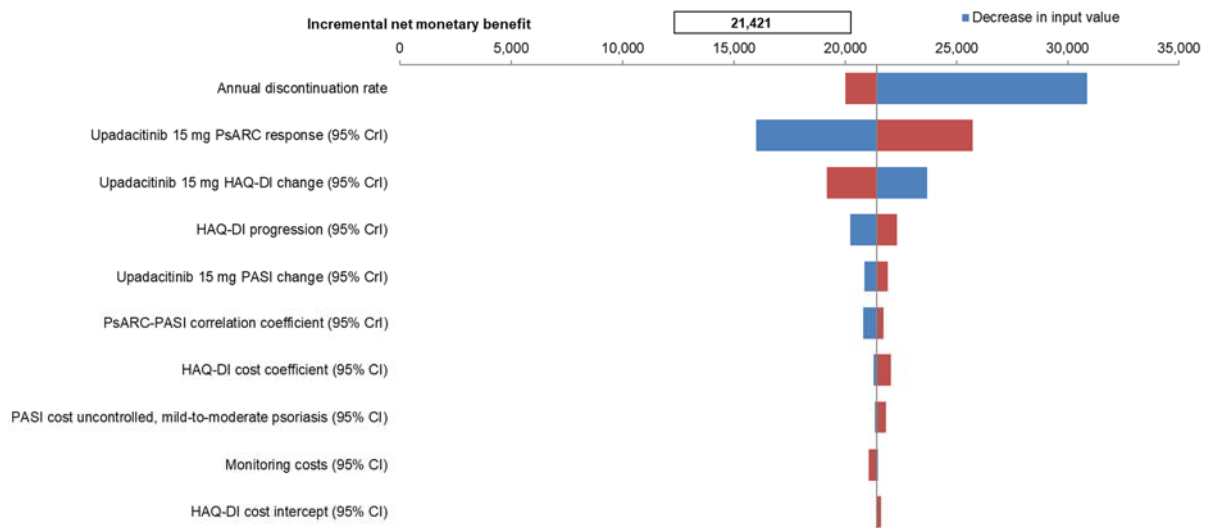 Incremental net monetary benefit 21,421 Decrease in input value
0 5,000 10,000 15,000 20,000 25,000 30,000 35,000
Annual discontinuation rate
Upadacitinib 15 mg PsARC response (95% CrI)
Upadacitinib 15 mg HAQ-DI change (95% CrI)
HAQ-DI progression (95% CrI)
Upadacitinib 15 mg PASI change (95% CrI)
PsARC-PASI correlation coefficient (95% CrI)
HAQ-DI cost coefficient (95% CI)
PASI cost uncontrolled, mild-to-moderate psoriasis (95% CI)
Monitoring costs (95% CI)
HAQ-DI cost intercept (95% CI)